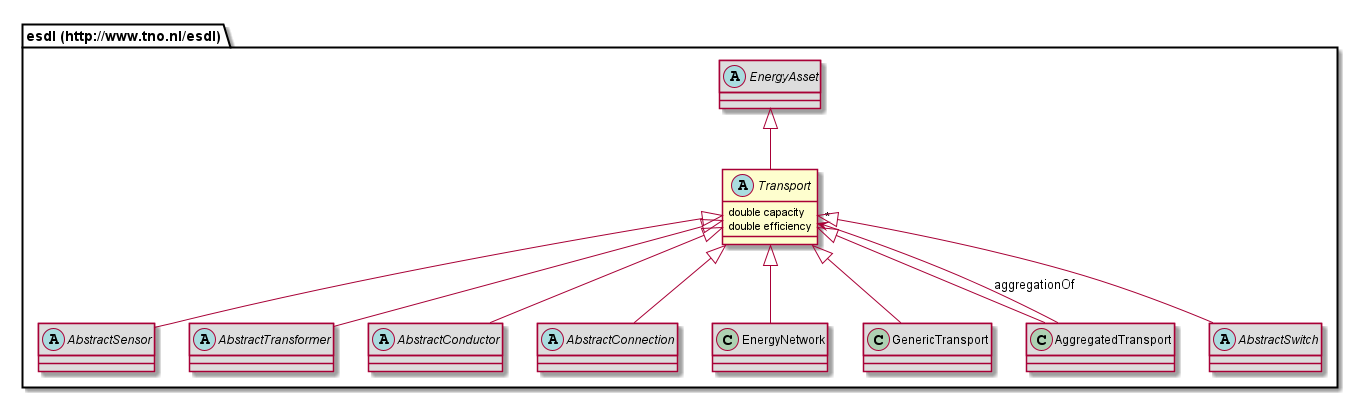 esdl (http://www.tno.nl/esdl)
A EnergyAsset
A Transport
double capacity
double efficiency
*
aggregationOf
A AbstractSensor
A AbstractTransformer
A AbstractConductor
A AbstractConnection
C EnergyNetwork
C GenericTransport
C AggregatedTransport
A AbstractSwitch